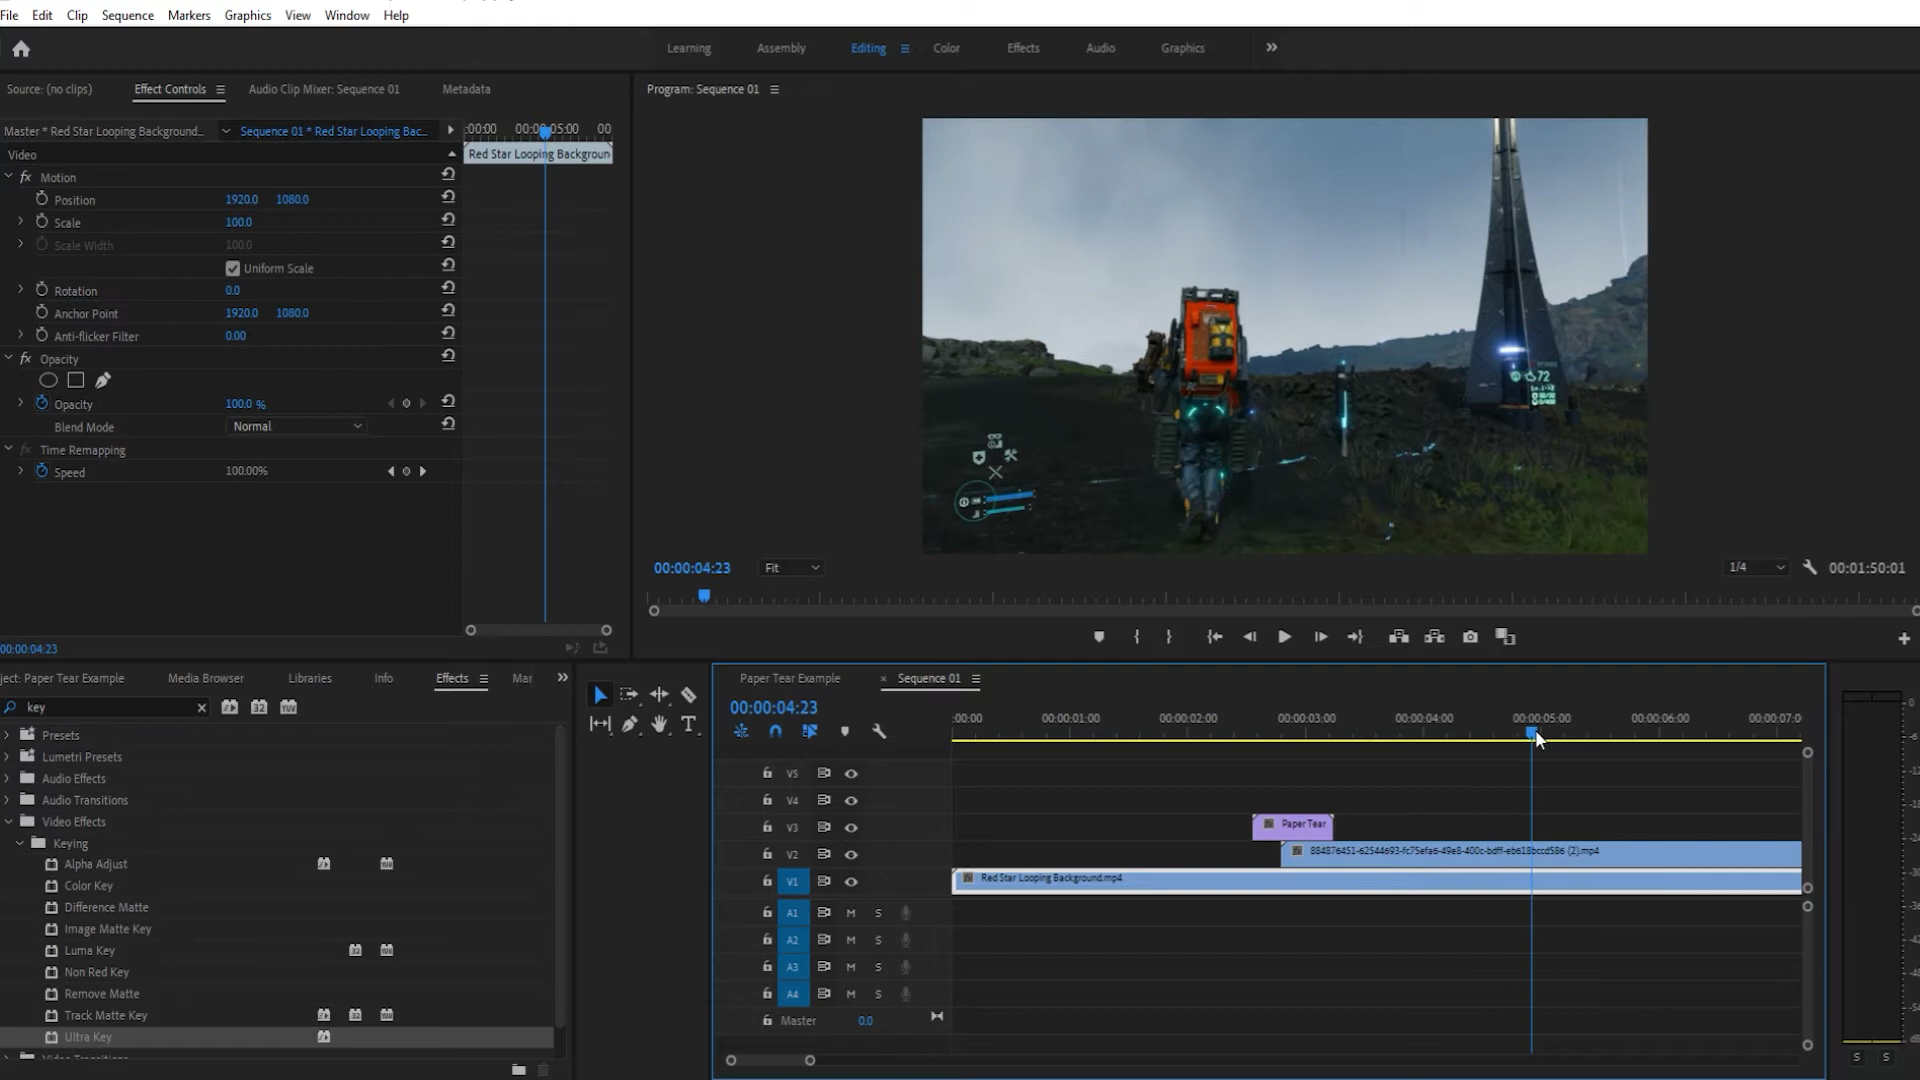 File Edit Clip Sequence Markers Graphics View Window Help
Learning Assembly Editing Color Effects Audio Graphics
Source: (no clips) Effect Controls Audio Clip Mixer: Sequence 01 Metadata
Program: Sequence 01
Master * Red Star Looping Background... Sequence 01 * Red Star Looping Bac... :00:00 00:00:05:00 00
Video
Red Star Looping Backgroun
Motion
Position 1920.0 1080.0
Scale 100.0
Scale Width 100.0
Uniform Scale
Rotation 0.0
Anchor Point 1920.0 1080.0
Anti-flicker Filter 0.00
Opacity
Opacity 100.0 %
Blend Mode Normal
Time Remapping
Speed 100.00%
72
00:00:04:23 Fit 1/4 00:01:50:01
00:00:04:23
ject: Paper Tear Example Media Browser Libraries Info Effects Mar
key
Presets
Lumetri Presets
Audio Effects
Audio Transitions
Video Effects
Keying
Alpha Adjust
Color Key
Difference Matte
Image Matte Key
Luma Key
Non Red Key
Remove Matte
Track Matte Key
Ultra Key
Video Transitions
Paper Tear Example × Sequence 01
00:00:04:23
:00:00 00:00:01:00 00:00:02:00 00:00:03:00 00:00:04:00 00:00:05:00 00:00:06:00 00:00:07:0
V5
V4
V3 Paper Tear
V2 884876451-62544693-fc75efa6-49e8-400c-bdff-eb618bccd586 (2).mp4
V1 Red Star Looping Background.mp4
A1 M S
A2 M S
A3 M S
A4 M S
Master 0.0
0
-6
S S